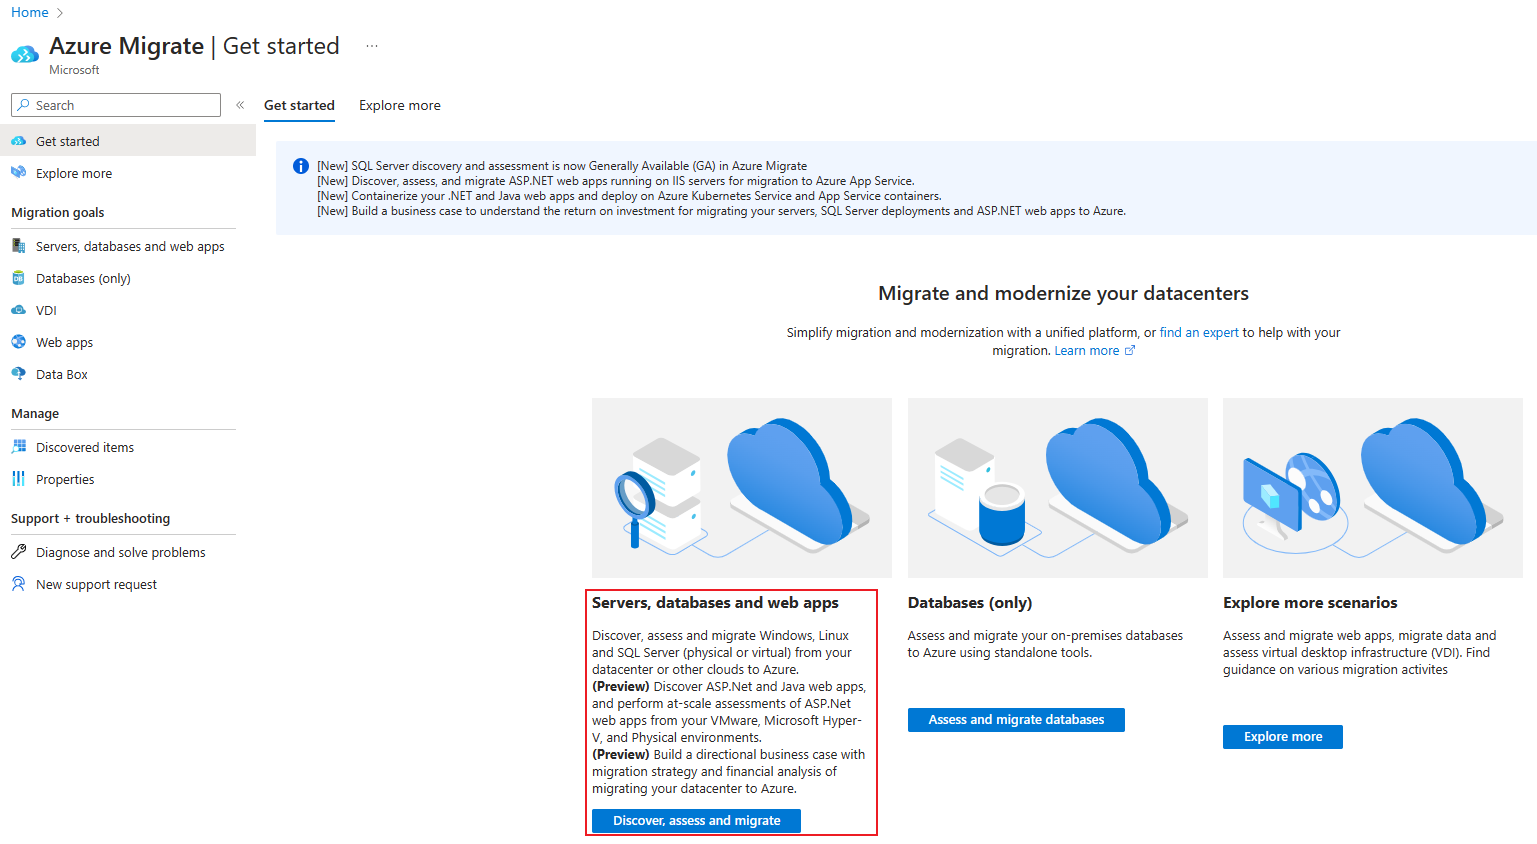 Home
Azure Migrate | Get started ...
Microsoft
Search
Get started
Explore more
Migration goals
Servers, databases and web apps
Databases (only)
VDI
Web apps
Data Box
Manage
Discovered items
Properties
Support + troubleshooting
Diagnose and solve problems
New support request
Get started
Explore more
[New] SQL Server discovery and assessment is now Generally Available (GA) in Azure Migrate
[New] Discover, assess, and migrate ASP.NET web apps running on IIS servers for migration to Azure App Service.
[New] Containerize your .NET and Java web apps and deploy on Azure Kubernetes Service and App Service containers.
[New] Build a business case to understand the return on investment for migrating your servers, SQL Server deployments and ASP.NET web apps to Azure.
Migrate and modernize your datacenters
Simplify migration and modernization with a unified platform, or find an expert to help with your
migration. Learn more
Servers, databases and web apps
Discover, assess and migrate Windows, Linux
and SQL Server (physical or virtual) from your
datacenter or other clouds to Azure.
(Preview) Discover ASP.Net and Java web apps,
and perform at-scale assessments of ASP.Net
web apps from your VMware, Microsoft Hyper-
V, and Physical environments.
(Preview) Build a directional business case with
migration strategy and financial analysis of
migrating your datacenter to Azure.
Discover, assess and migrate
Databases (only)
Assess and migrate your on-premises databases
to Azure using standalone tools.
Assess and migrate databases
Explore more scenarios
Assess and migrate web apps, migrate data and
assess virtual desktop infrastructure (VDI). Find
guidance on various migration activites
Explore more